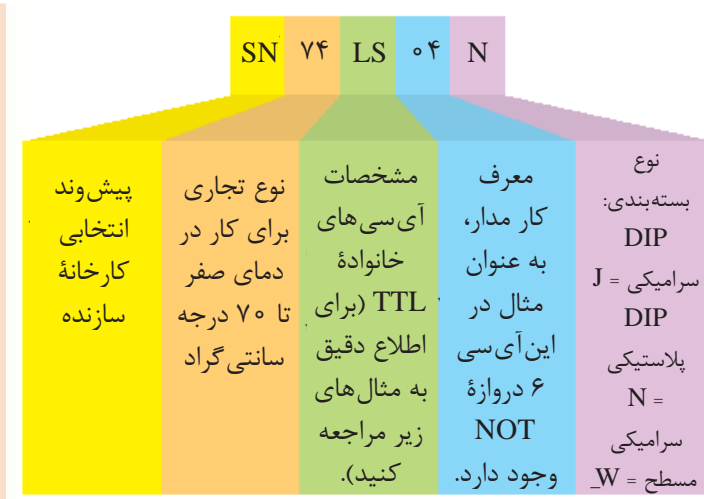 SN ۷۴ LS ۰۴ N
پیش‌وند
انتخابی
کارخانهٔ
سازنده
نوع تجاری
برای کار در
دمای صفر
تا ۷۰ درجه
سانتی‌گراد
مشخصات
آی‌سی‌های
خانوادهٔ
TTL (برای
اطلاع دقیق
به مثال‌های
زیر مراجعه
کنید).
معرف
کار مدار،
به عنوان
مثال در
این‌آی‌سی
۶ دروازهٔ
NOT
وجود دارد.
نوع
بسته‌بندی:
DIP
سرامیکی = J
DIP
پلاستیکی
= N
سرامیکی
مسطح = W_